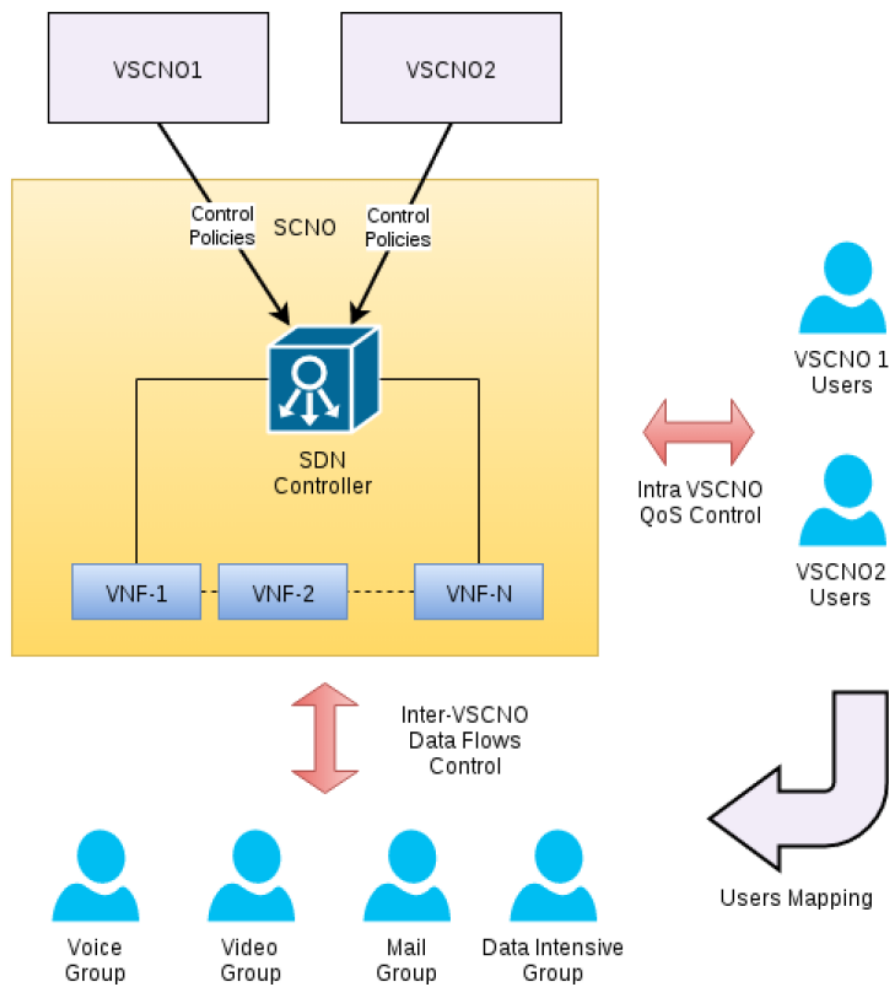 VSCNO1
VSCNO2
Control
Policies
SCNO
Control
Policies
SDN
Controller
VNF-1
VNF-2
VNF-N
VSCNO 1
Users
Intra VSCNO
QoS Control
VSCNO2
Users
Inter-VSCNO
Data Flows
Control
Users Mapping
Voice
Group
Video
Group
Mail
Group
Data Intensive
Group